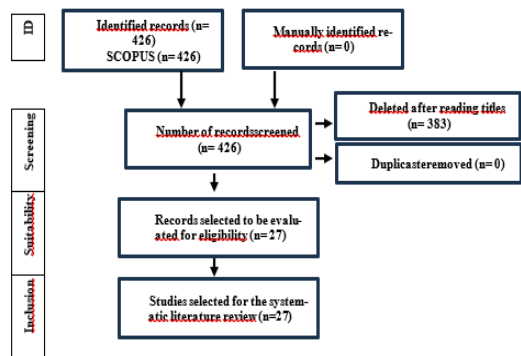 ID
Identified records (n=
426)
SCOPUS (n=426)
Manually identified re-
cords (n=0)
Screening
Number of recordsscreened
(n= 426)
Deleted after reading titles
(n= 383)
Duplicasteremoved (n=0)
Suitability
Records selected to be evalu-
ated for eligibility (n=27)
Inclusion
Studies selected for the system-
atic literature review (n=27)